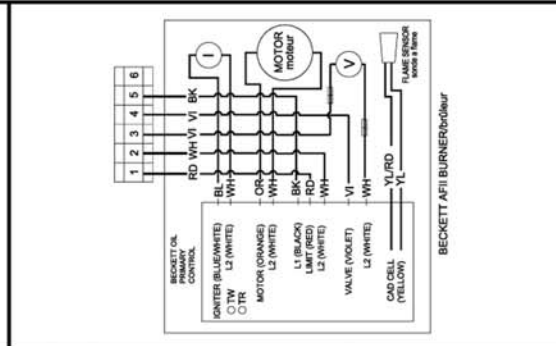 6
5
4
3
2
1
BK
VI
VI
WH
RD
I
MOTOR
moteur
V
FLAME SENSOR
sonde a flame
BL
WH
OR
WH
BK
RD
WH
VI
WH
YL/RD
YL
BECKETT OIL
PRIMARY
CONTROL
IGNITER (BLUE/WHITE)
L2 (WHITE)
TW
TR
MOTOR (ORANGE)
L2 (WHITE)
L1 (BLACK)
LIMIT (RED)
L2 (WHITE)
VALVE (VIOLET)
L2 (WHITE)
CAD CELL
(YELLOW)
BECKETT AFII BURNER/brûleur